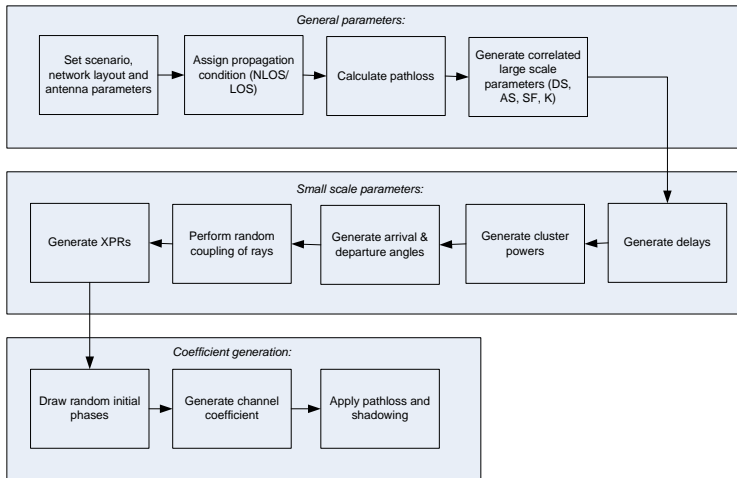 General parameters:
Set scenario,
network layout and
antenna parameters
Assign propagation
condition (NLOS/
LOS)
Calculate pathloss
Generate correlated
large scale
parameters (DS,
AS, SF, K)
Small scale parameters:
Generate XPRs
Perform random
coupling of rays
Generate arrival &
departure angles
Generate cluster
powers
Generate delays
Coefficient generation:
Draw random initial
phases
Generate channel
coefficient
Apply pathloss and
shadowing